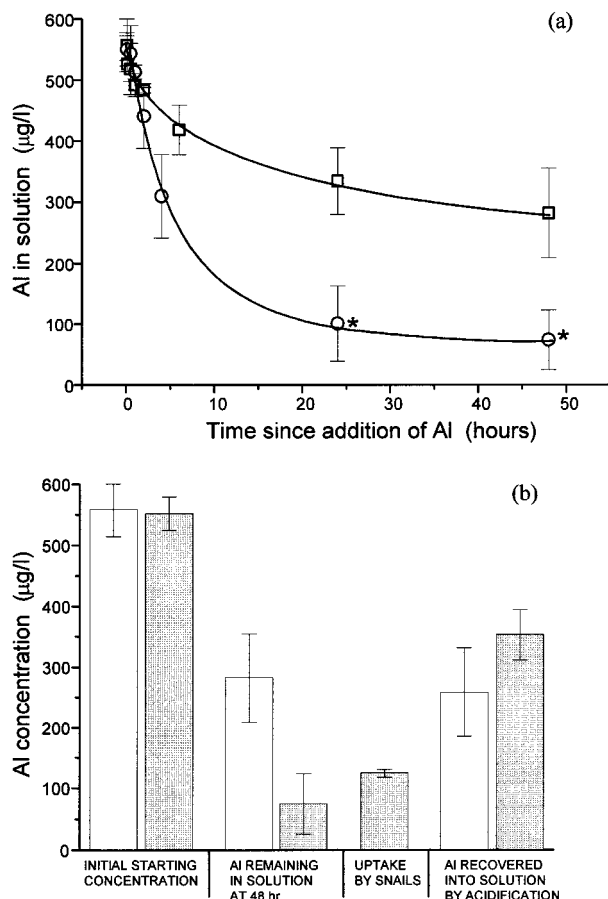 (a)
600
500
400
300
200
100
0
Al in solution (µg/l)
*
*
0 10 20 30 40 50
Time since addition of Al (hours)
(b)
600
500
400
300
200
100
0
Al concentration (µg/l)
INITIAL STARTING
CONCENTRATION
Al REMAINING
IN SOLUTION
AT 48 hr
UPTAKE
BY SNAILS
Al RECOVERED
INTO SOLUTION
BY ACIDIFICATION